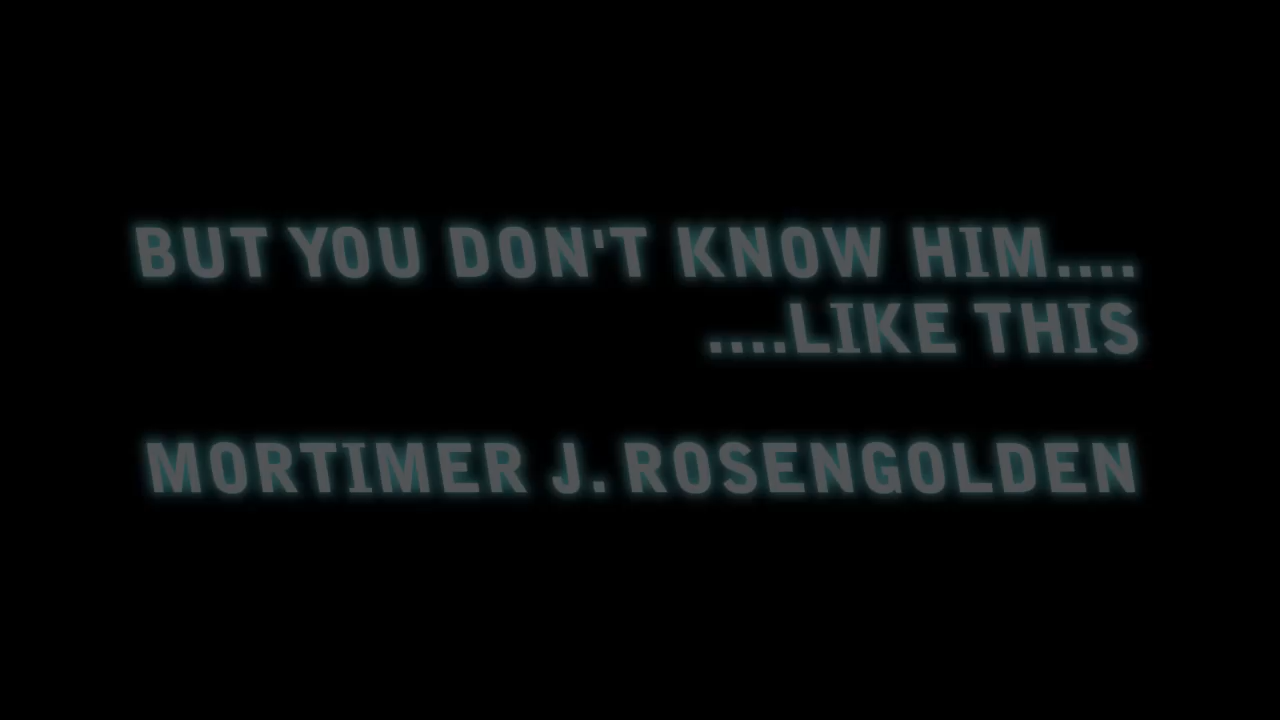 BUT YOU DON'T KNOW HIM....
....LIKE THIS
MORTIMER J. ROSENGOLDEN